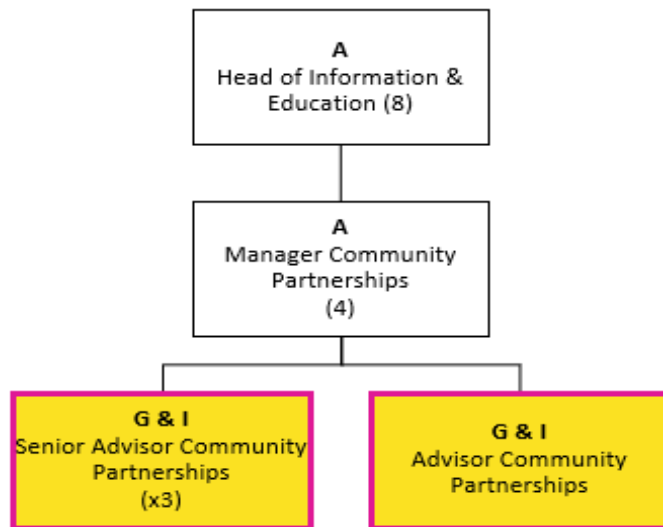 A
Head of Information &
Education (8)
A
Manager Community
Partnerships
(4)
G & I
Senior Advisor Community
Partnerships
(x3)
G & I
Advisor Community
Partnerships